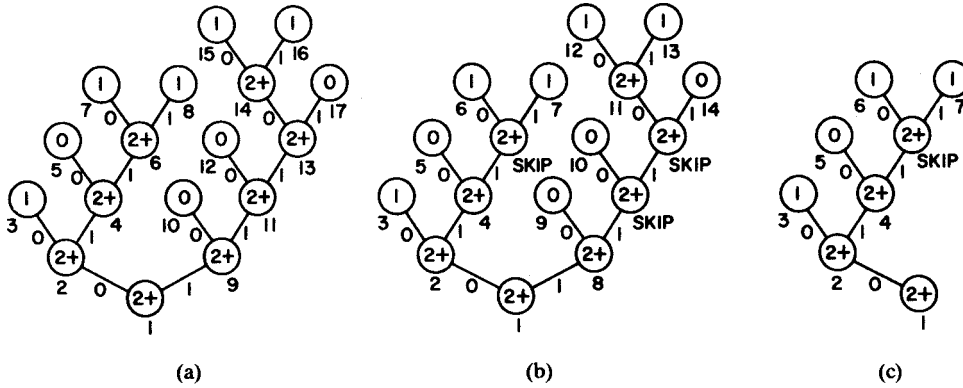 1 1 1 1
15 0 1 16 12 0 1 13
1 1 2+ 0 1 1 2+ 0 1 1
7 0 1 8 14 0 1 17 6 0 1 7 11 0 1 14 6 0 1 7
0 2+ 0 2+ 0 2+ 0 2+ 0 2+
5 0 1 6 12 0 1 13 5 0 1 SKIP 10 0 1 SKIP 5 0 1 SKIP
1 2+ 0 2+ 1 2+ 0 2+ 1 2+
3 0 1 4 10 0 1 11 3 0 1 4 9 0 1 SKIP 3 0 1 4
2+ 2+ 2+ 2+ 2+
2 0 1 9 2 0 1 8 2 0
2+ 2+ 2+
1 1 1
(a) (b) (c)